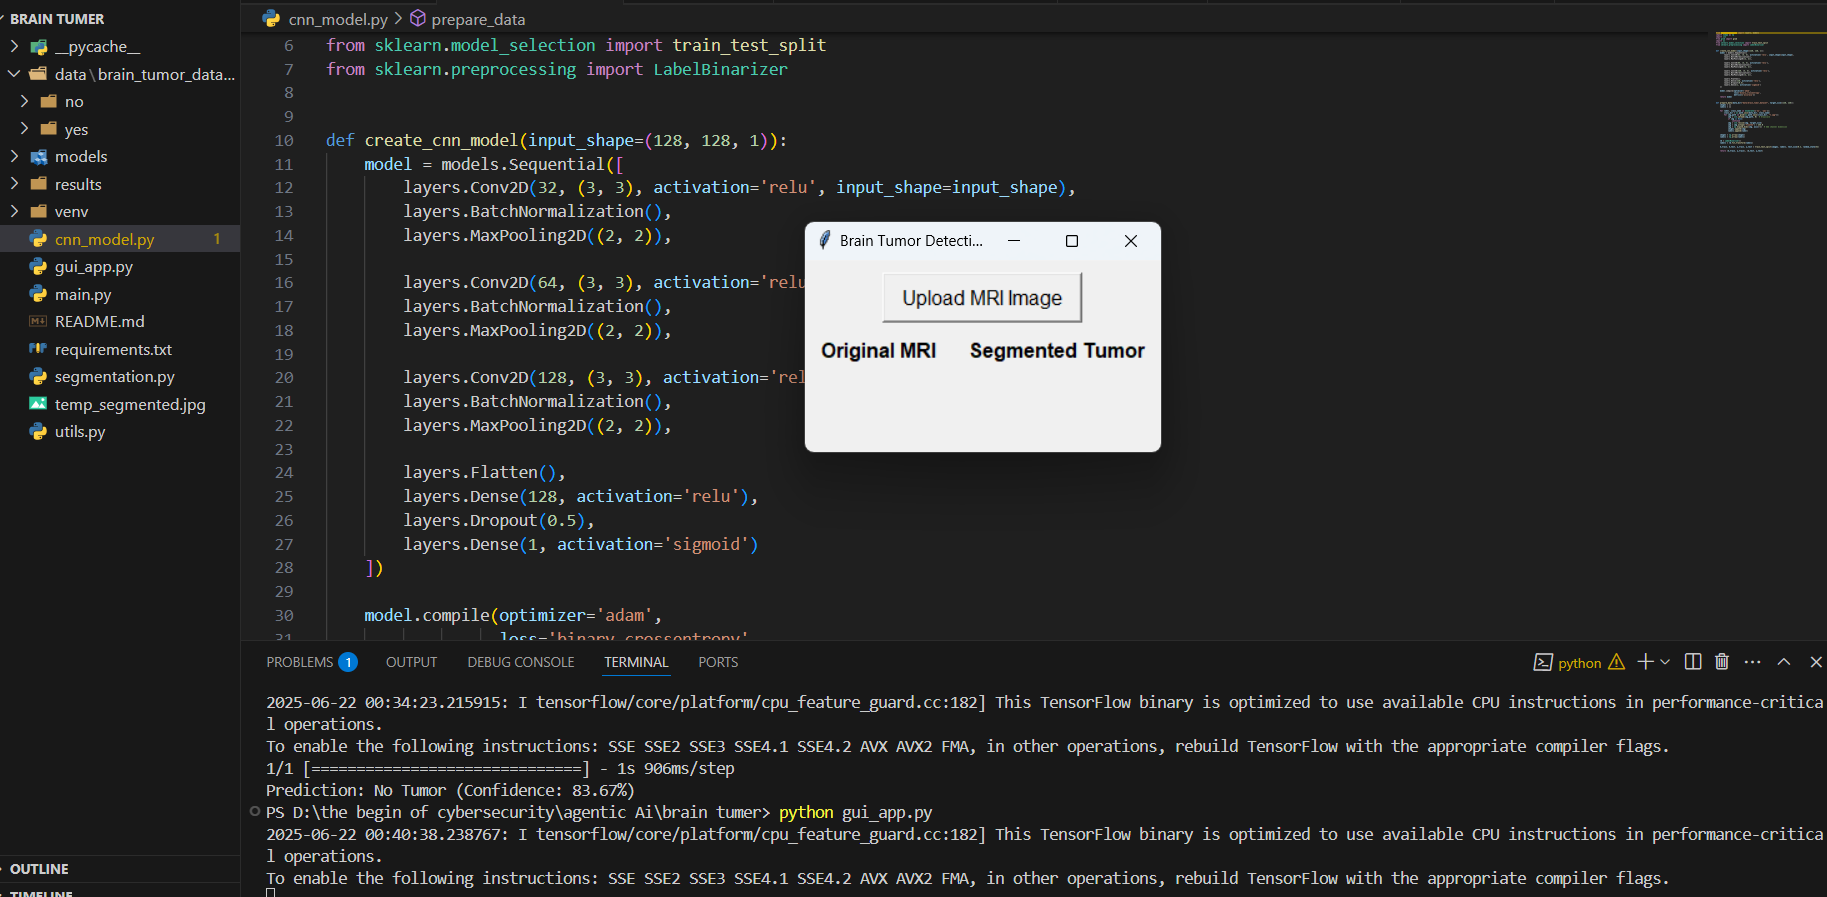 BRAIN TUMER
__pycache__
data\brain_tumor_data...
no
yes
models
results
venv
cnn_model.py 1
gui_app.py
main.py
README.md
requirements.txt
segmentation.py
temp_segmented.jpg
utils.py
OUTLINE
TIMELINE
cnn_model.py > prepare_data
6 from sklearn.model_selection import train_test_split
7 from sklearn.preprocessing import LabelBinarizer
8
9
10 def create_cnn_model(input_shape=(128, 128, 1)):
11 model = models.Sequential([
12 layers.Conv2D(32, (3, 3), activation='relu', input_shape=input_shape),
13 layers.BatchNormalization(),
14 layers.MaxPooling2D((2, 2)),
15
16 layers.Conv2D(64, (3, 3), activation='relu
17 layers.BatchNormalization(),
18 layers.MaxPooling2D((2, 2)),
19
20 layers.Conv2D(128, (3, 3), activation='rel
21 layers.BatchNormalization(),
22 layers.MaxPooling2D((2, 2)),
23
24 layers.Flatten(),
25 layers.Dense(128, activation='relu'),
26 layers.Dropout(0.5),
27 layers.Dense(1, activation='sigmoid')
28 ])
29
30 model.compile(optimizer='adam',
31 loss='binary_crossentropy'
Brain Tumor Detecti...
Upload MRI Image
Original MRI Segmented Tumor
PROBLEMS 1 OUTPUT DEBUG CONSOLE TERMINAL PORTS
python
2025-06-22 00:34:23.215915: I tensorflow/core/platform/cpu_feature_guard.cc:182] This TensorFlow binary is optimized to use available CPU instructions in performance-critica
l operations.
To enable the following instructions: SSE SSE2 SSE3 SSE4.1 SSE4.2 AVX AVX2 FMA, in other operations, rebuild TensorFlow with the appropriate compiler flags.
1/1 [==============================] - 1s 906ms/step
Prediction: No Tumor (Confidence: 83.67%)
PS D:\the begin of cybersecurity\agentic Ai\brain tumer> python gui_app.py
2025-06-22 00:40:38.238767: I tensorflow/core/platform/cpu_feature_guard.cc:182] This TensorFlow binary is optimized to use available CPU instructions in performance-critica
l operations.
To enable the following instructions: SSE SSE2 SSE3 SSE4.1 SSE4.2 AVX AVX2 FMA, in other operations, rebuild TensorFlow with the appropriate compiler flags.